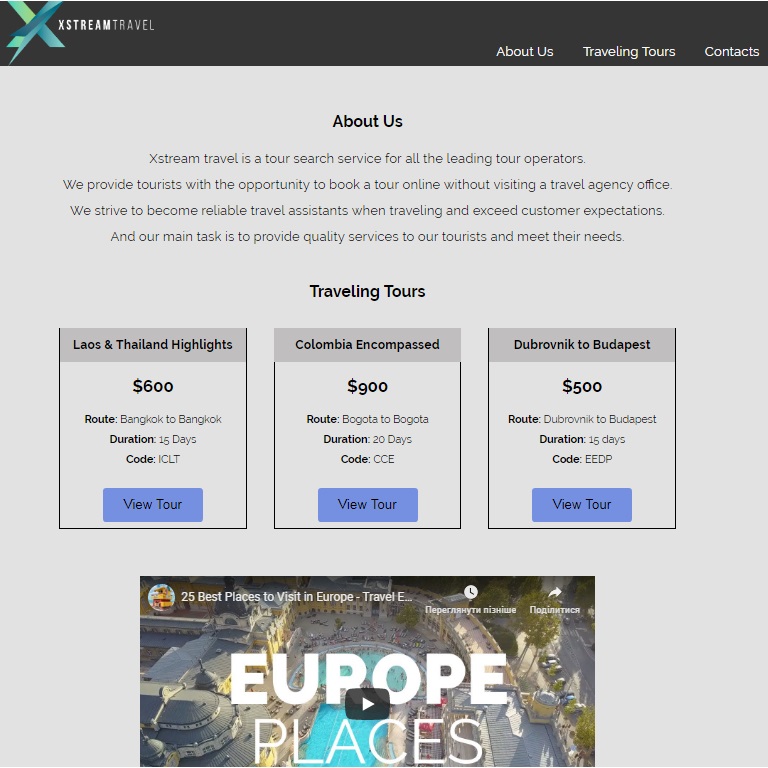 XSTREAMTRAVEL
About Us Traveling Tours Contacts
About Us
Xstream travel is a tour search service for all the leading tour operators.
We provide tourists with the opportunity to book a tour online without visiting a travel agency office.
We strive to become reliable travel assistants when traveling and exceed customer expectations.
And our main task is to provide quality services to our tourists and meet their needs.
Traveling Tours
Laos & Thailand Highlights
$600
Route: Bangkok to Bangkok
Duration: 15 Days
Code: ICLT
View Tour
Colombia Encompassed
$900
Route: Bogota to Bogota
Duration: 20 Days
Code: CCE
View Tour
Dubrovnik to Budapest
$500
Route: Dubrovnik to Budapest
Duration: 15 days
Code: EEDP
View Tour
25 Best Places to Visit in Europe - Travel E...
Переглянути пізніше
Поділитися
EUROPE
PLACES